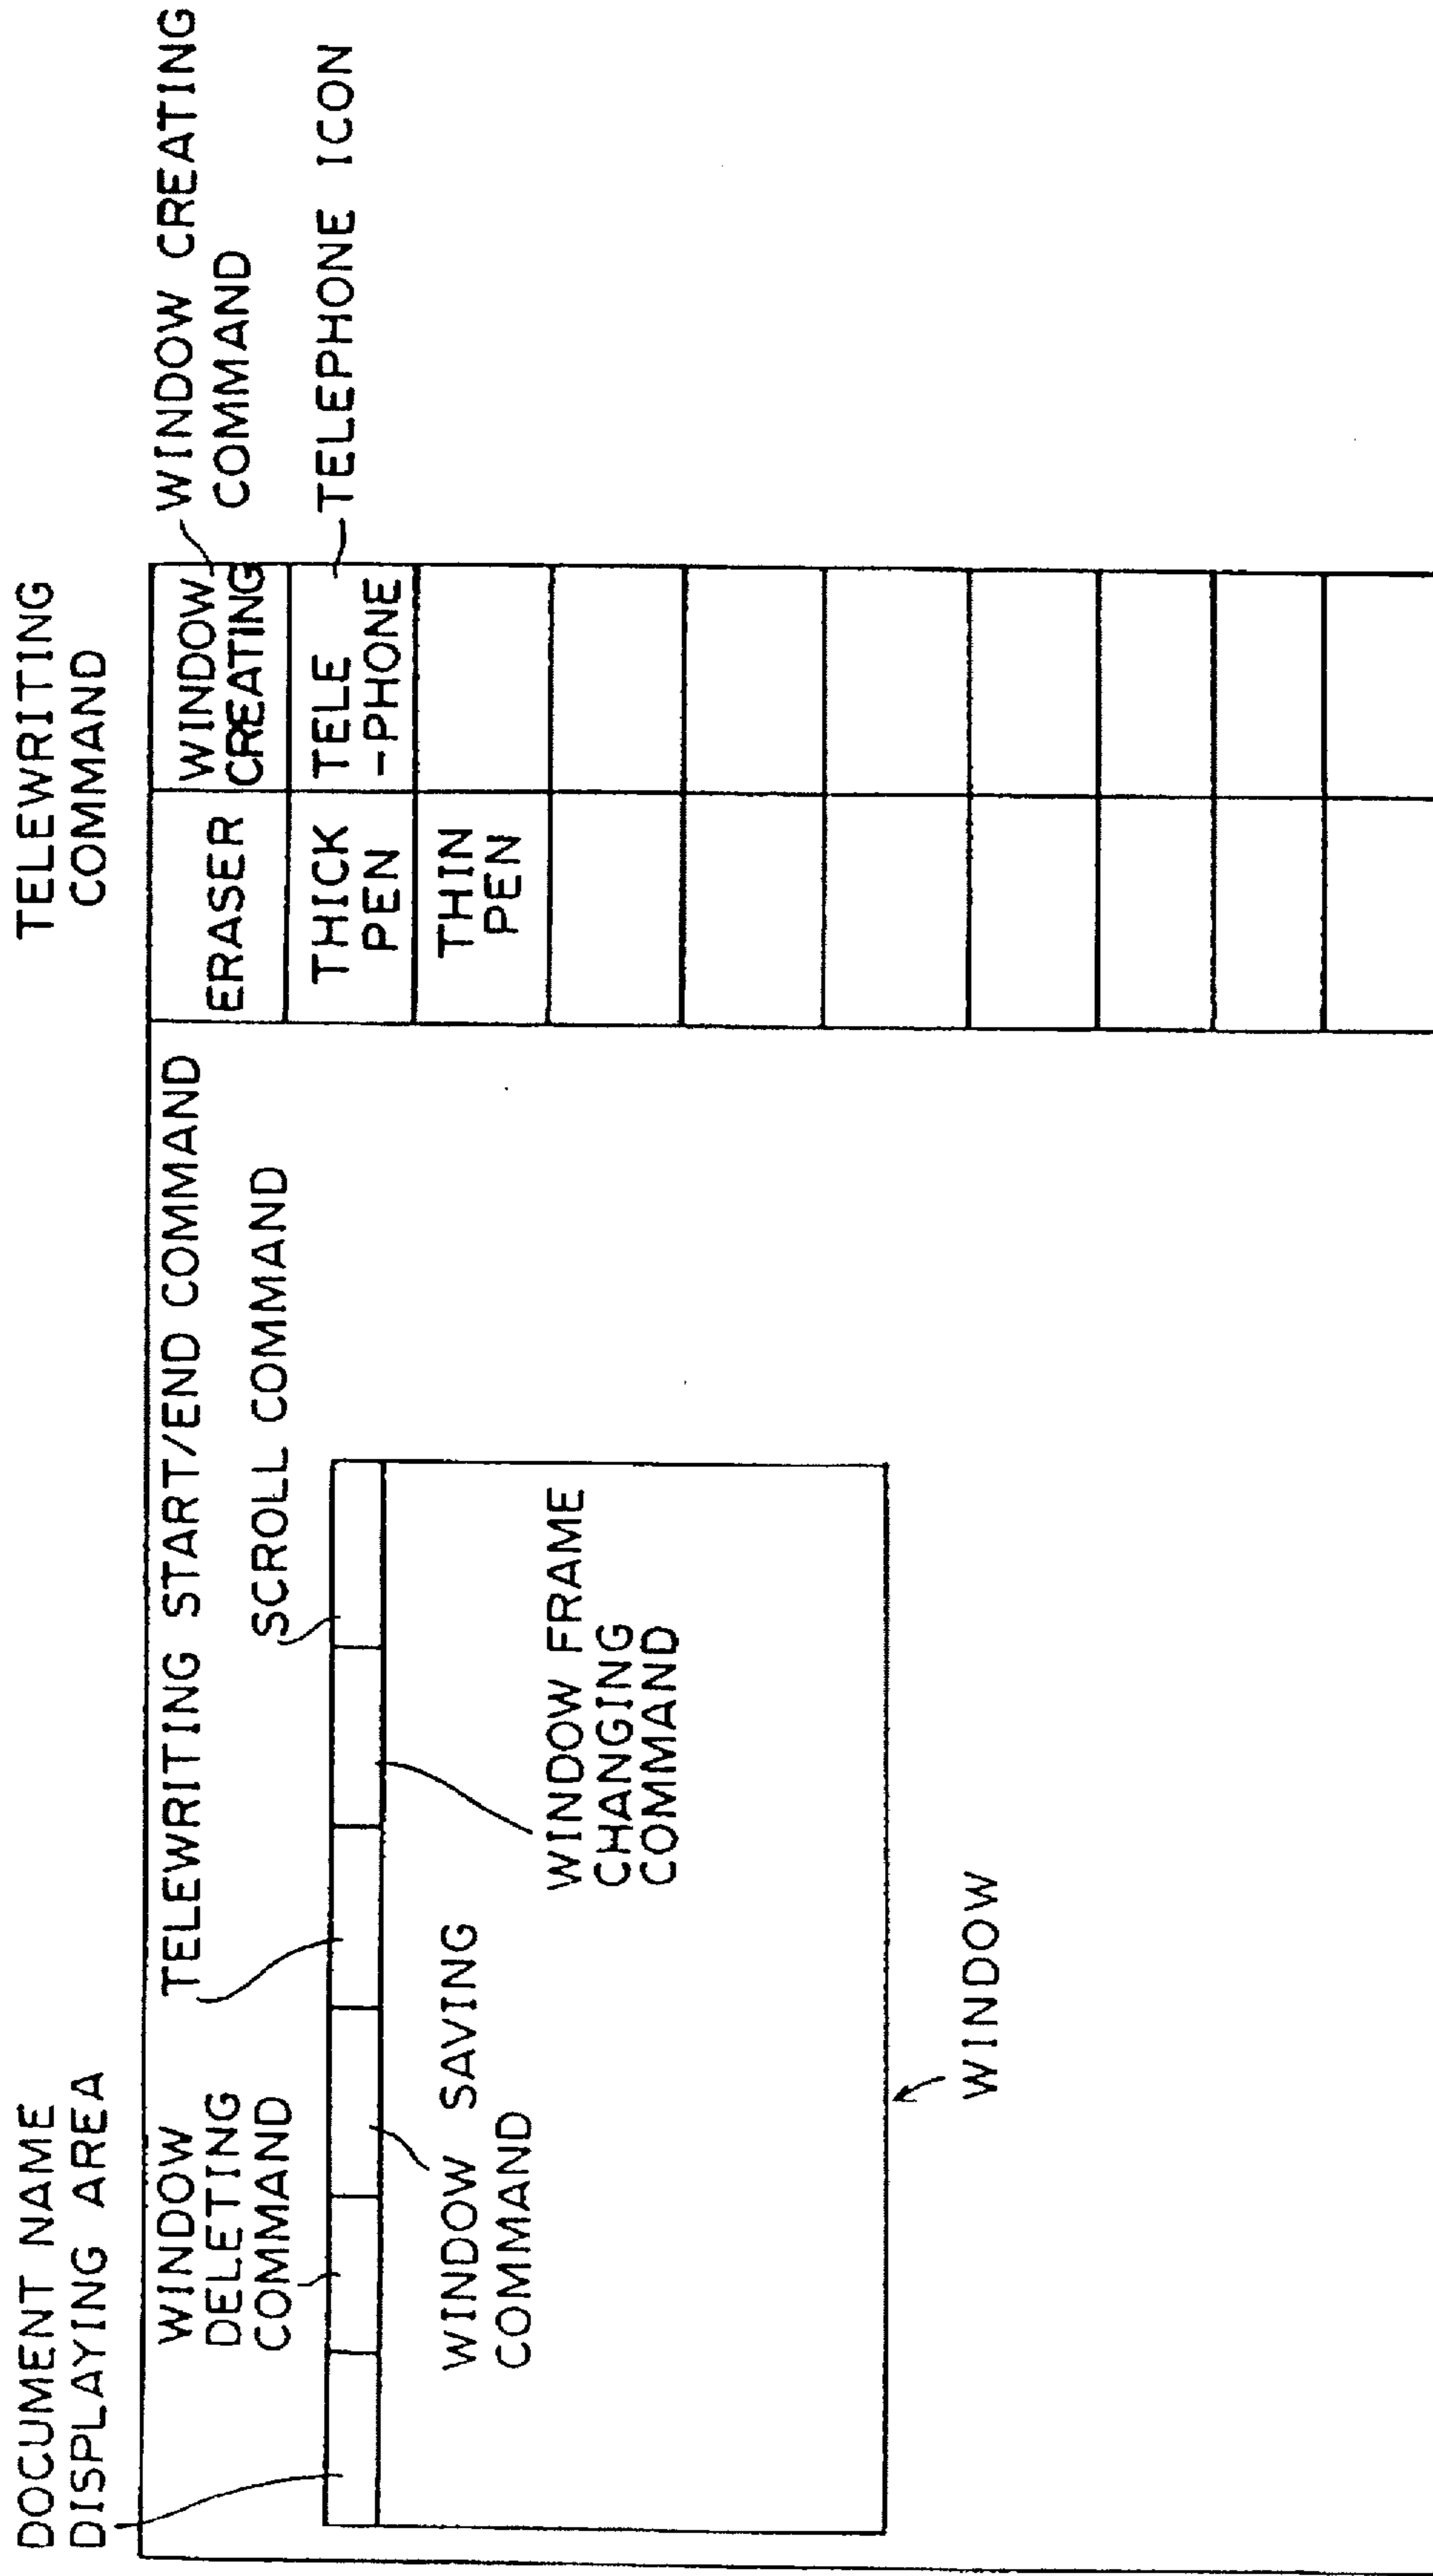 DOCUMENT NAME
DISPLAYING AREA
TELEWRITING
COMMAND
WINDOW
DELETING
COMMAND
TELEWRITING START/END COMMAND
SCROLL COMMAND
ERASER
WINDOW
CREATING
WINDOW CREATING
COMMAND
THICK
PEN
TELE
-PHONE
TELEPHONE ICON
THIN
PEN
WINDOW SAVING
COMMAND
WINDOW FRAME
CHANGING
COMMAND
WINDOW